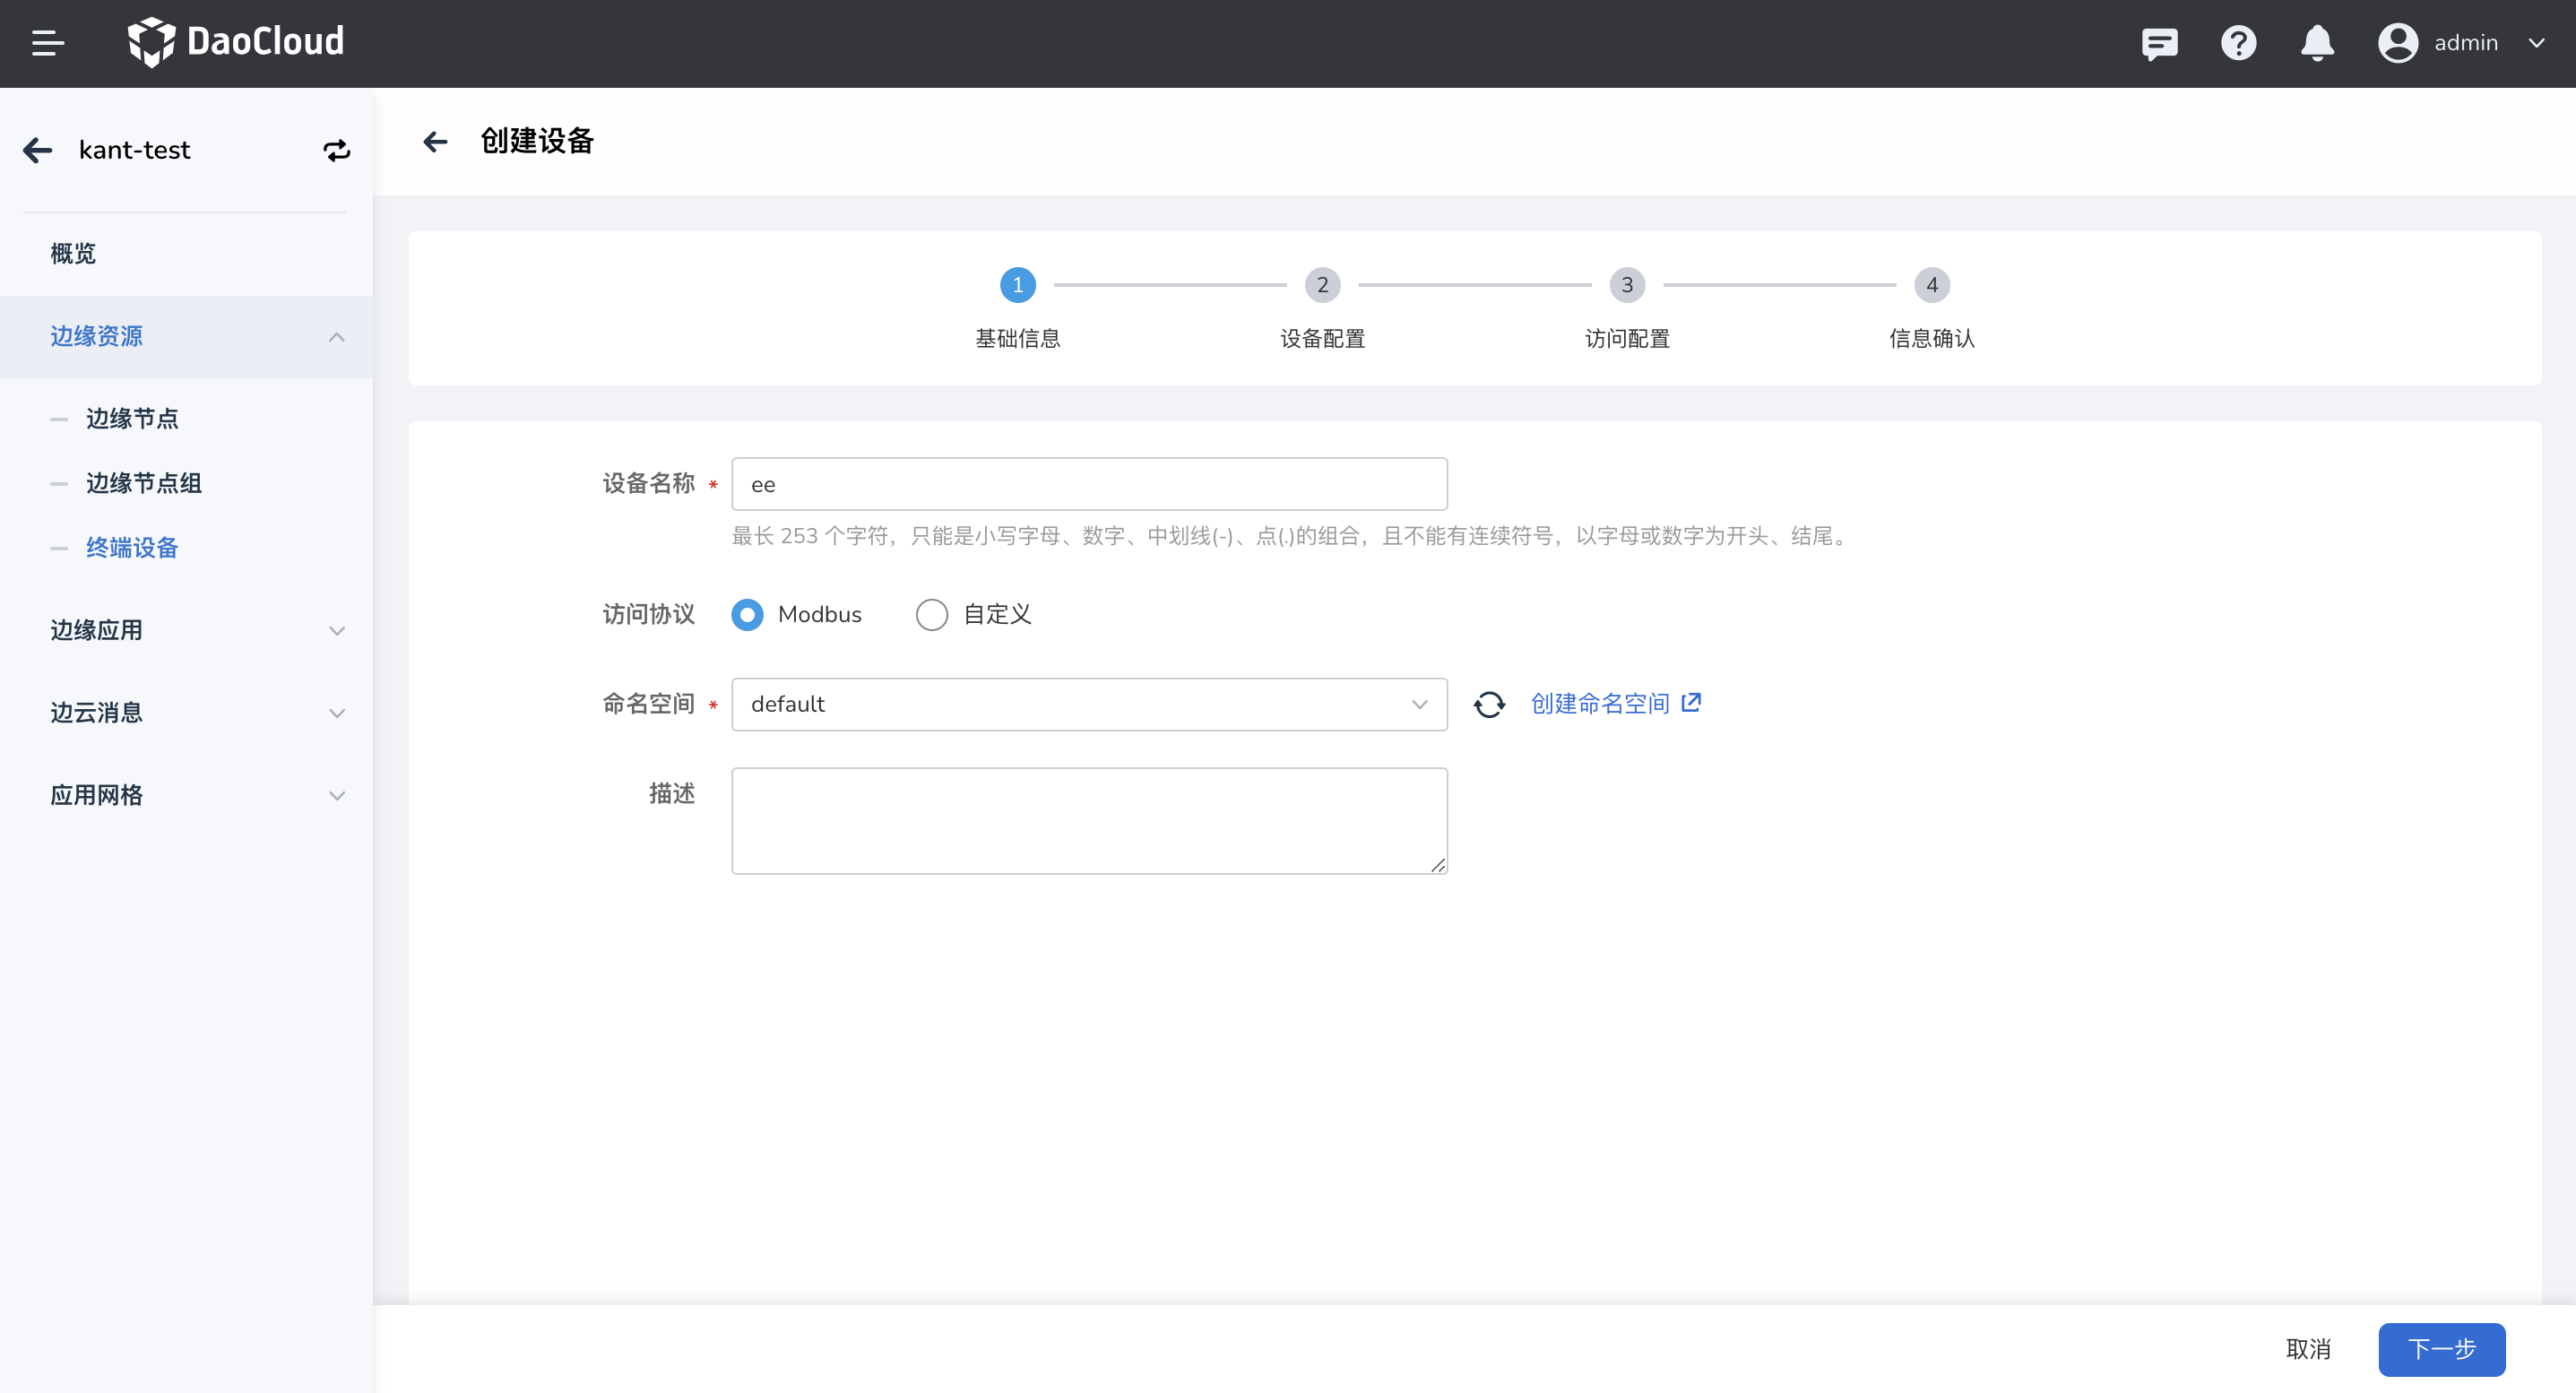 DaoCloud
admin
kant-test
概览
边缘资源
边缘节点
边缘节点组
终端设备
边缘应用
边云消息
应用网格
创建设备
1
2
3
4
基础信息
设备配置
访问配置
信息确认
设备名称 *
ee
最长 253 个字符，只能是小写字母、数字、中划线(-)、点(.)的组合，且不能有连续符号，以字母或数字为开头、结尾。
访问协议
Modbus
自定义
命名空间 *
default
创建命名空间
描述
取消
下一步